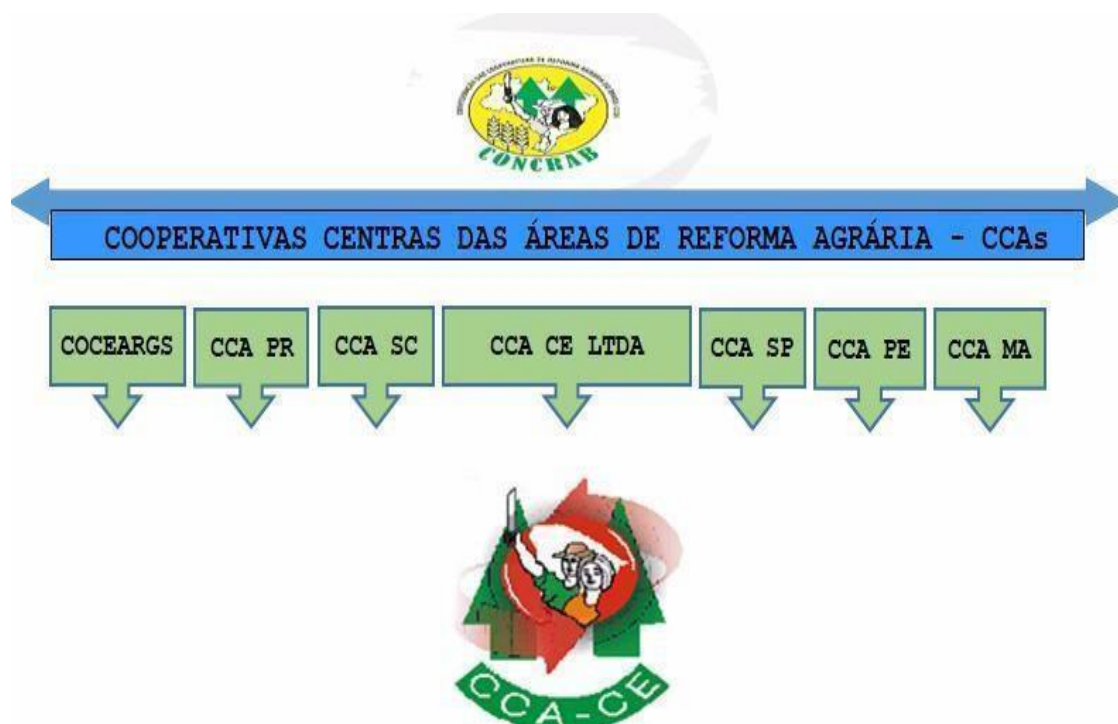 CONCRAB
COOPERATIVAS CENTRAS DAS ÁREAS DE REFORMA AGRÁRIA - CCAs
COCEARGS
CCA PR
CCA SC
CCA CE LTDA
CCA SP
CCA PE
CCA MA
CCA-CE